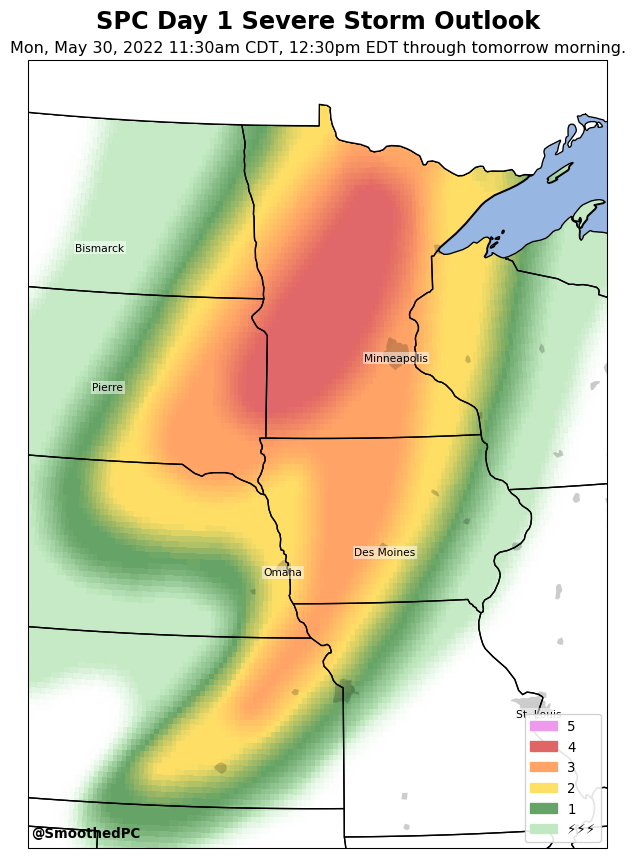 SPC Day 1 Severe Storm Outlook
Mon, May 30, 2022 11:30am CDT, 12:30pm EDT through tomorrow morning.
Bismarck
Minneapolis
Pierre
Des Moines
Omaha
St. Louis
5
4
3
2
1
⚡⚡⚡
@SmoothedPC